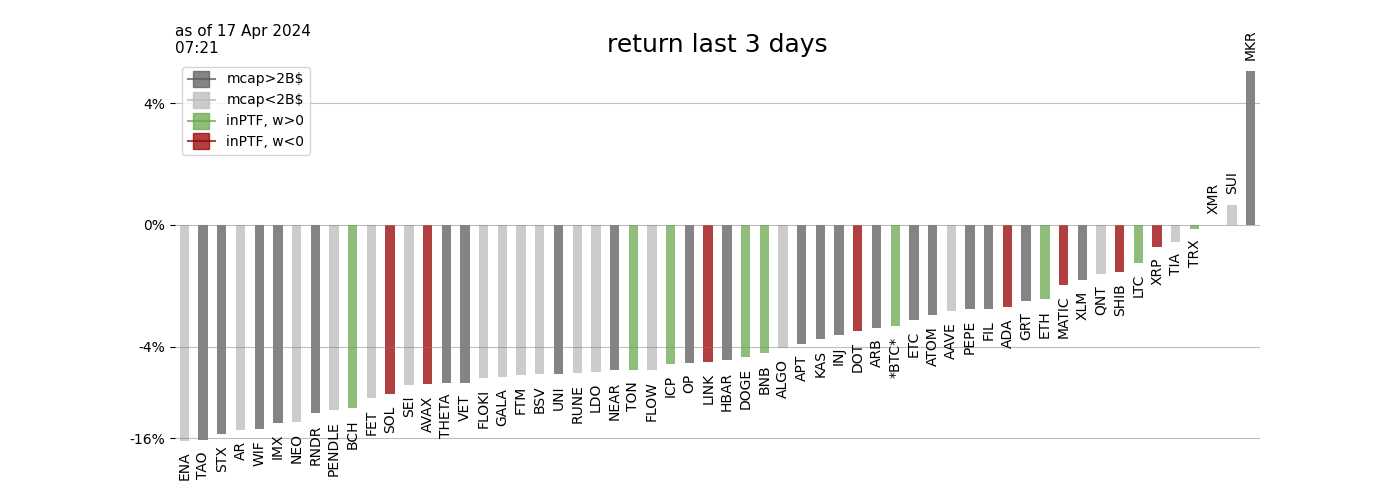 as of 17 Apr 2024
07:21
return last 3 days
mcap>2B$
mcap<2B$
inPTF, w>0
inPTF, w<0
4%
0%
-4%
-16%
ENA
TAO
STX
AR
WIF
IMX
NEO
RNDR
PENDLE
BCH
FET
SOL
SEI
AVAX
THETA
VET
FLOKI
GALA
FTM
BSV
UNI
RUNE
LDO
NEAR
TON
FLOW
ICP
OP
LINK
HBAR
DOGE
BNB
ALGO
APT
KAS
INJ
DOT
ARB
*BTC*
ETC
ATOM
AAVE
PEPE
FIL
ADA
GRT
ETH
MATIC
XLM
QNT
SHIB
LTC
XRP
TIA
TRX
XMR
SUI
MKR